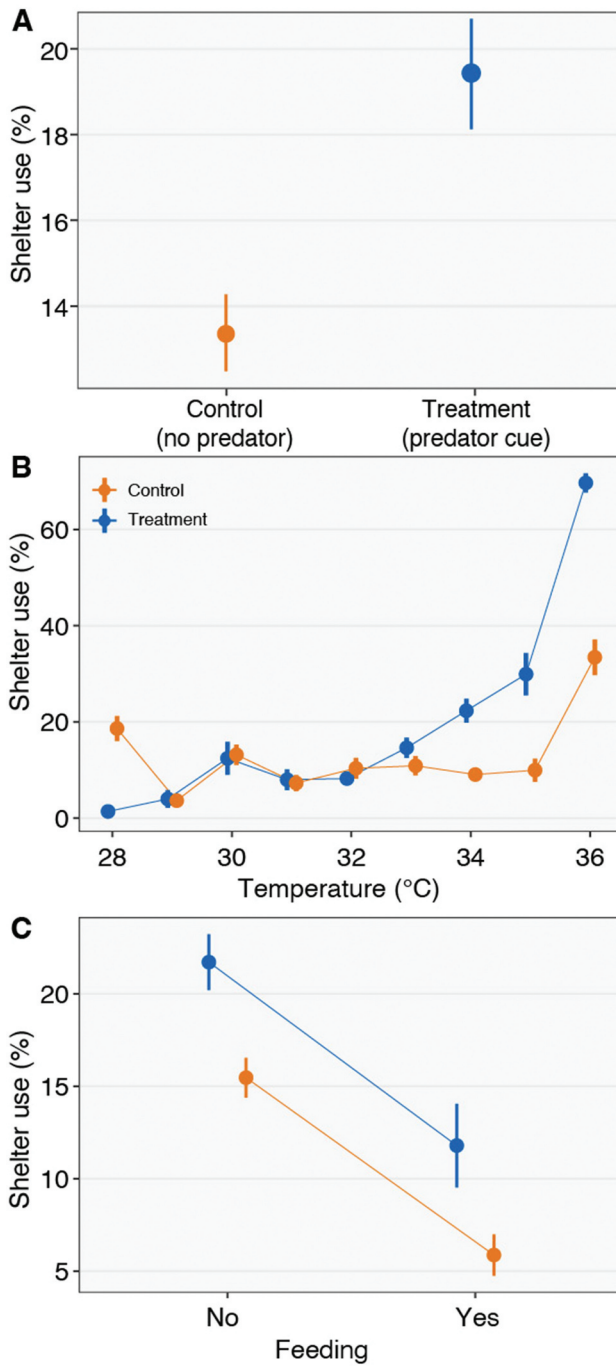 A
Shelter use (%)
20
18
16
14
Control
(no predator)
Treatment
(predator cue)
B
Control
Treatment
Shelter use (%)
60
40
20
0
28
30
32
34
36
Temperature (°C)
C
Shelter use (%)
20
15
10
5
No
Yes
Feeding